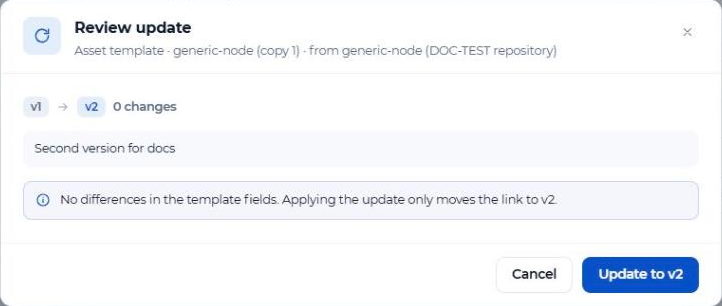 Review update
Asset template · generic-node (copy 1) · from generic-node (DOC-TEST repository)
v1 → v2 0 changes
Second version for docs
No differences in the template fields. Applying the update only moves the link to v2.
Cancel Update to v2